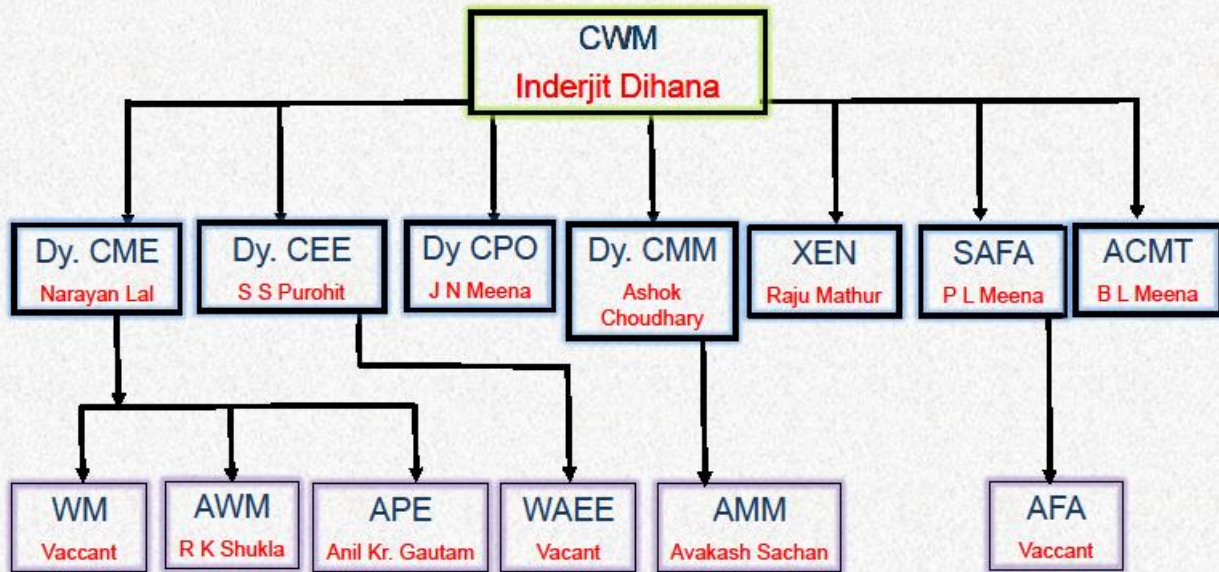 CWM
Inderjit Dihana
Dy. CME
Narayan Lal
Dy. CEE
S S Purohit
Dy CPO
J N Meena
Dy. CMM
Ashok
Choudhary
XEN
Raju Mathur
SAFA
P L Meena
ACMT
B L Meena
WM
Vaccant
AWM
R K Shukla
APE
Anil Kr. Gautam
WAEE
Vacant
AMM
Avakash Sachan
AFA
Vaccant